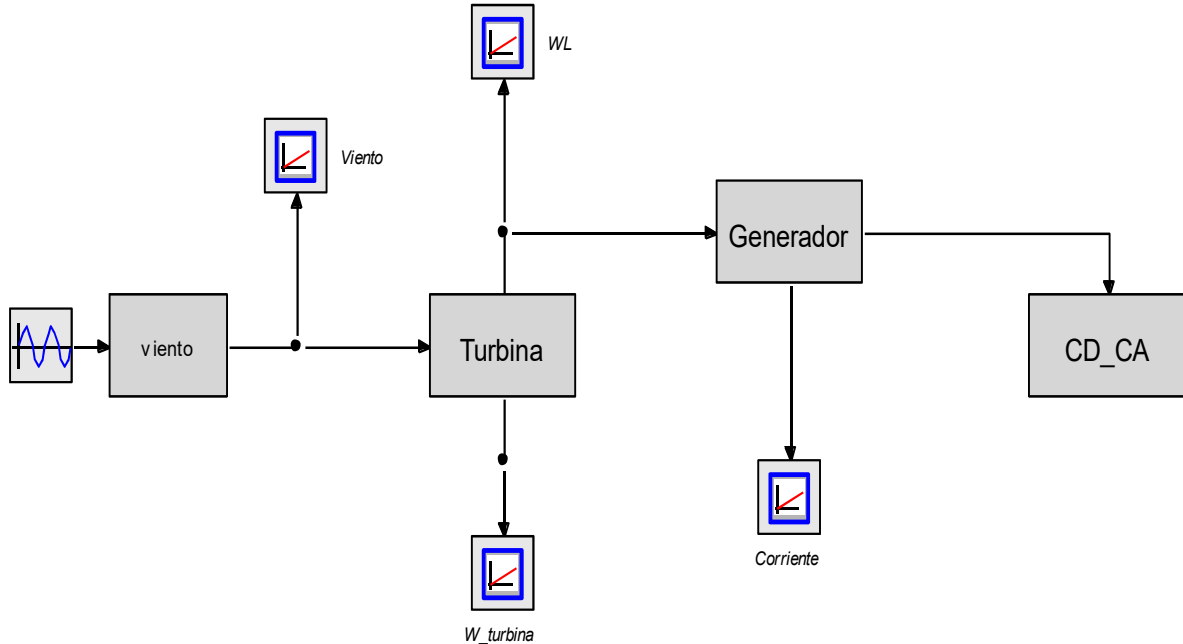 WL
Viento
Generador
viento
Turbina
CD_CA
Corriente
W_turbina